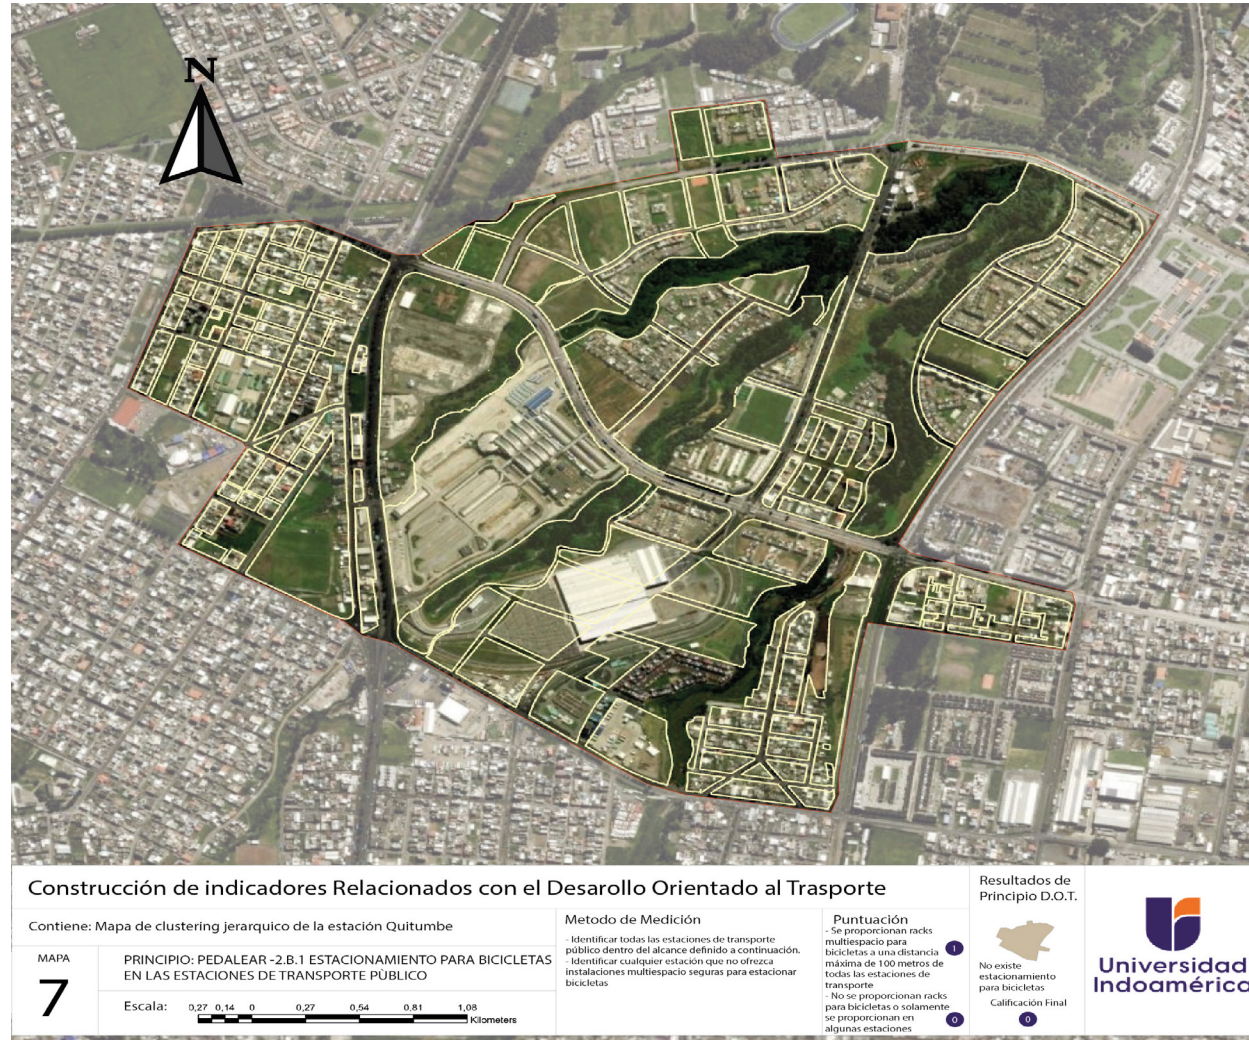 N
Construcción de indicadores Relacionados con el Desarollo Orientado al Trasporte
Contiene: Mapa de clustering jerarquico de la estación Quitumbe
MAPA
7
PRINCIPIO: PEDALEAR -2.B.1 ESTACIONAMIENTO PARA BICICLETAS
EN LAS ESTACIONES DE TRANSPORTE PÙBLICO
Escala:
0,27 0,14 0 0,27 0,54 0,81 1,08
Kilometers
Metodo de Medición
- Identificar todas las estaciones de transporte
público dentro del alcance definido a continuación.
- Identificar cualquier estación que no ofrezca
instalaciones multiespacio seguras para estacionar
bicicletas
Puntuación
- Se proporcionan racks
multiespacio para
bicicletas a una distancia
máxima de 100 metros de
todas las estaciones de
transporte
1
- No se proporcionan racks
para bicicletas o solamente
se proporcionan en
algunas estaciones
0
Resultados de
Principio D.O.T.
No existe
estacionamiento
para bicicletas
Calificación Final
0
Universidad
Indoamérica